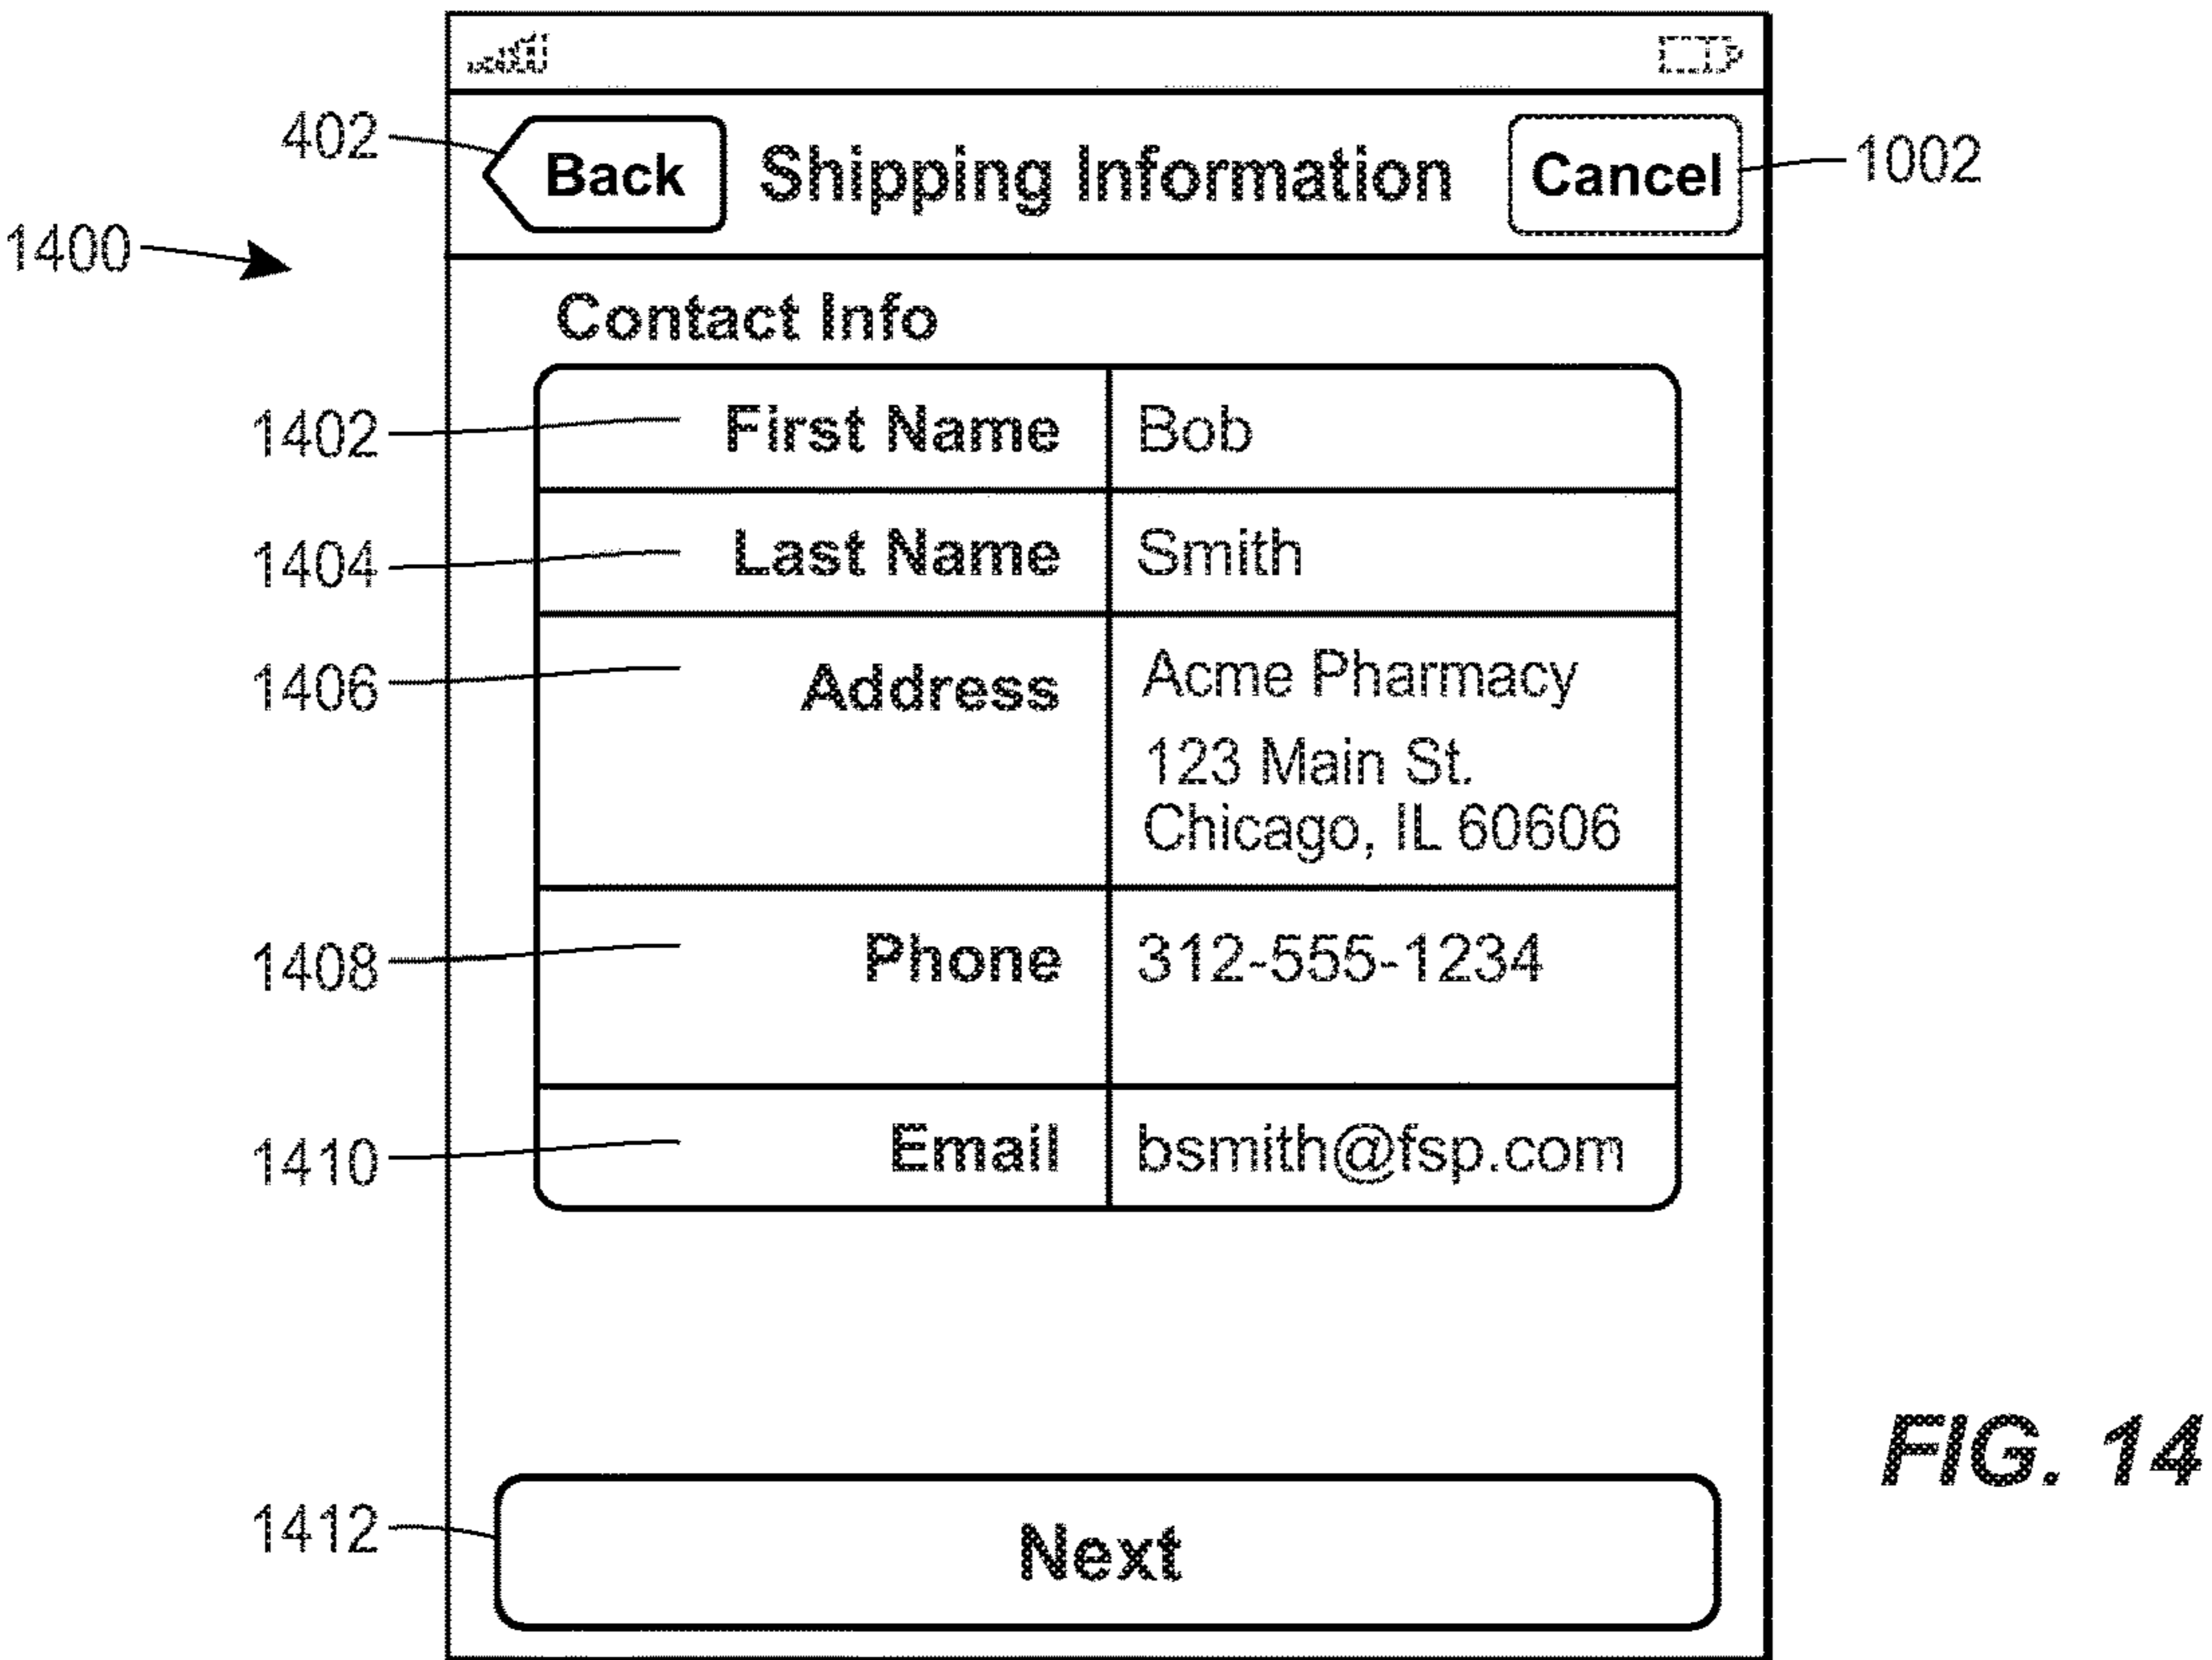 402
Back
Shipping Information
Cancel
1002
1400
Contact Info
1402
First Name
Bob
1404
Last Name
Smith
1406
Address
Acme Pharmacy
123 Main St.
Chicago, IL 60606
1408
Phone
312-555-1234
1410
Email
bsmith@fsp.com
1412
Next
FIG. 14